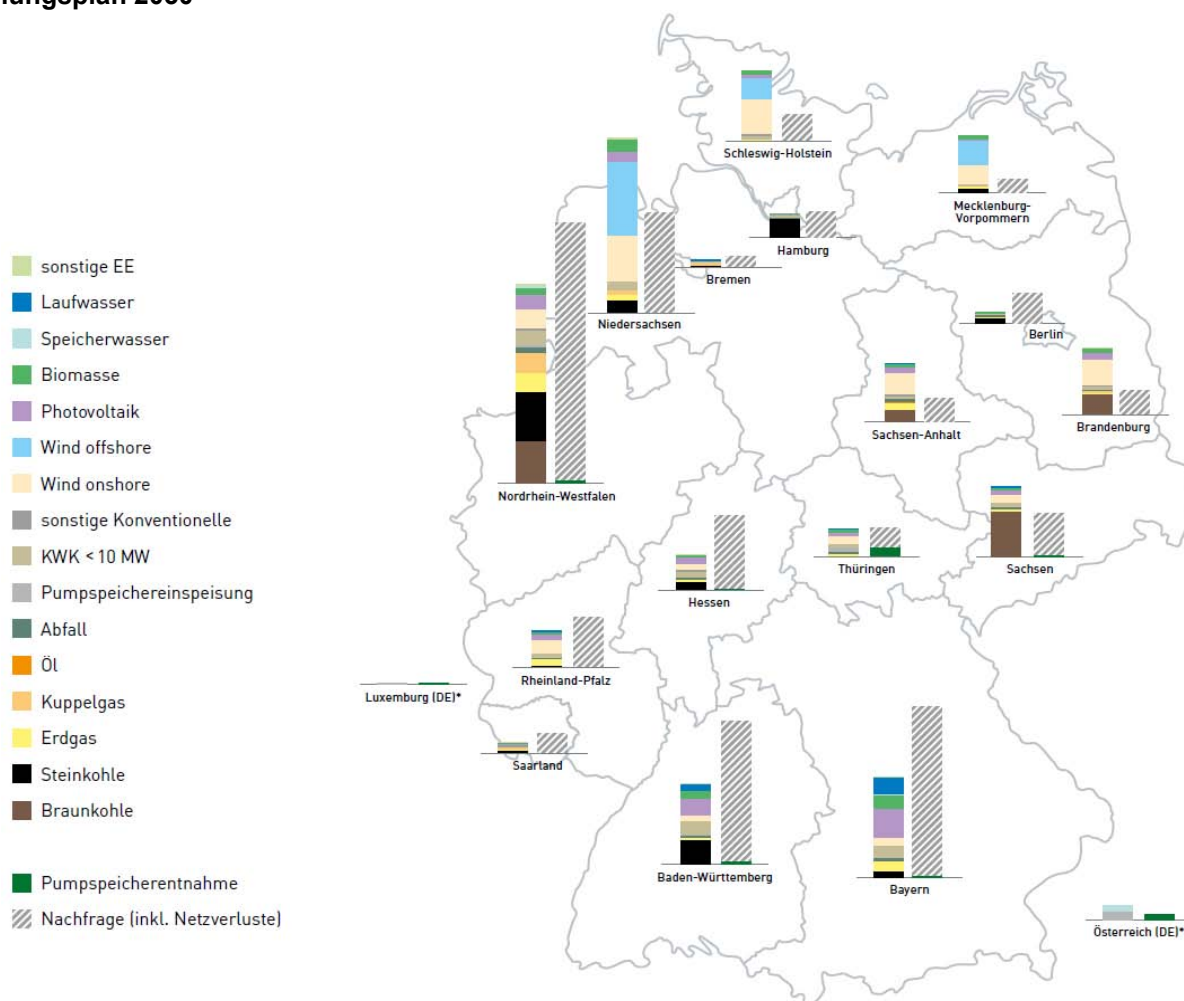 sonstige EE
Laufwasser
Speicherwasser
Biomasse
Photovoltaik
Wind offshore
Wind onshore
sonstige Konventionelle
KWK < 10 MW
Pumpspeichereinspeisung
Abfall
Öl
Kuppelgas
Erdgas
Steinkohle
Braunkohle
Pumpspeicherentnahme
Nachfrage (inkl. Netzverluste)
Schleswig-Holstein
Mecklenburg-
Vorpommern
Hamburg
Bremen
Niedersachsen
Berlin
Brandenburg
Sachsen-Anhalt
Nordrhein-Westfalen
Thüringen
Sachsen
Hessen
Rheinland-Pfalz
Luxemburg (DE)*
Saarland
Baden-Württemberg
Bayern
Österreich (DE)*